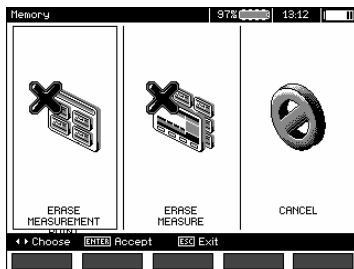 Memory 97% 13:12
ERASE MEASUREMENT POINT
ERASE MEASURE
CANCEL
Choose ENTER Accept ESC Exit